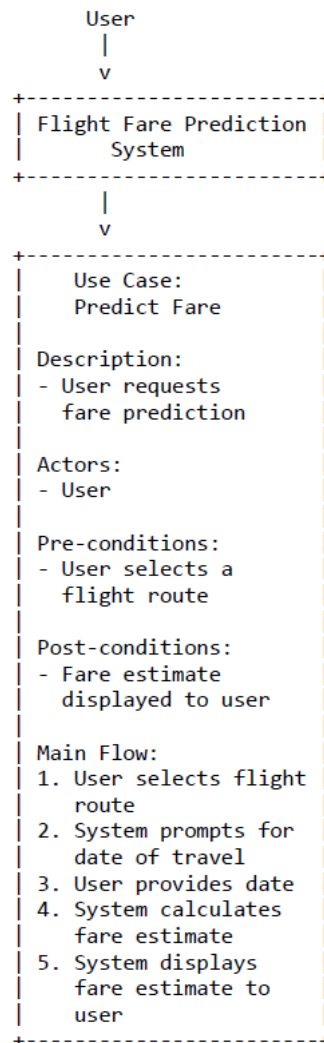 User
|
v
+------------------------
| Flight Fare Prediction |
| System |
+------------------------
|
v
+------------------------
| Use Case:
| Predict Fare
|
| Description:
| - User requests
| fare prediction
|
| Actors:
| - User
|
| Pre-conditions:
| - User selects a
| flight route
|
| Post-conditions:
| - Fare estimate
| displayed to user
|
| Main Flow:
| 1. User selects flight
| route
| 2. System prompts for
| date of travel
| 3. User provides date
| 4. System calculates
| fare estimate
| 5. System displays
| fare estimate to
| user
+------------------------